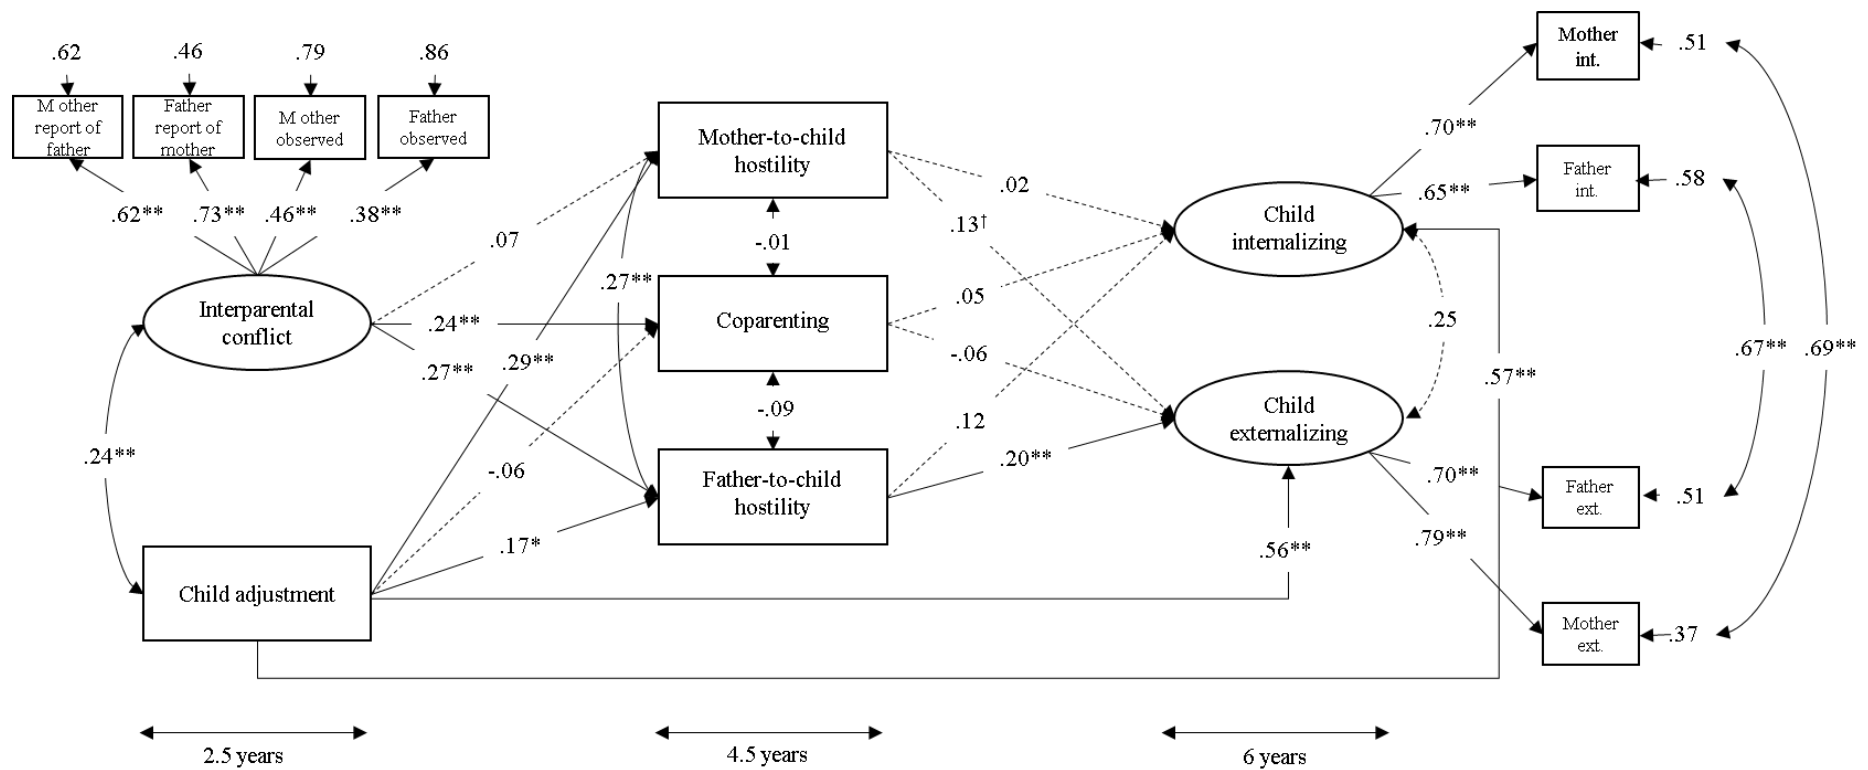 .62
.46
.79
.86
M other
report of
father
Father
report of
mother
M other
observed
Father
observed
.62**
.73**
.46**
.38**
Interparental
conflict
.24**
Child adjustment
.07
.24**
.27**
.29**
-.06
.17*
Mother-to-child
hostility
-.01
.27**
Coparenting
-.09
Father-to-child
hostility
.02
.13†
.05
-.06
.12
.20**
.56**
Child
internalizing
.25
Child
externalizing
.57**
.70**
.65**
.70**
.79**
Mother
int.
.51
Father
int.
.58
Father
ext.
.51
Mother
ext.
.37
.67**
.69**
2.5 years
4.5 years
6 years